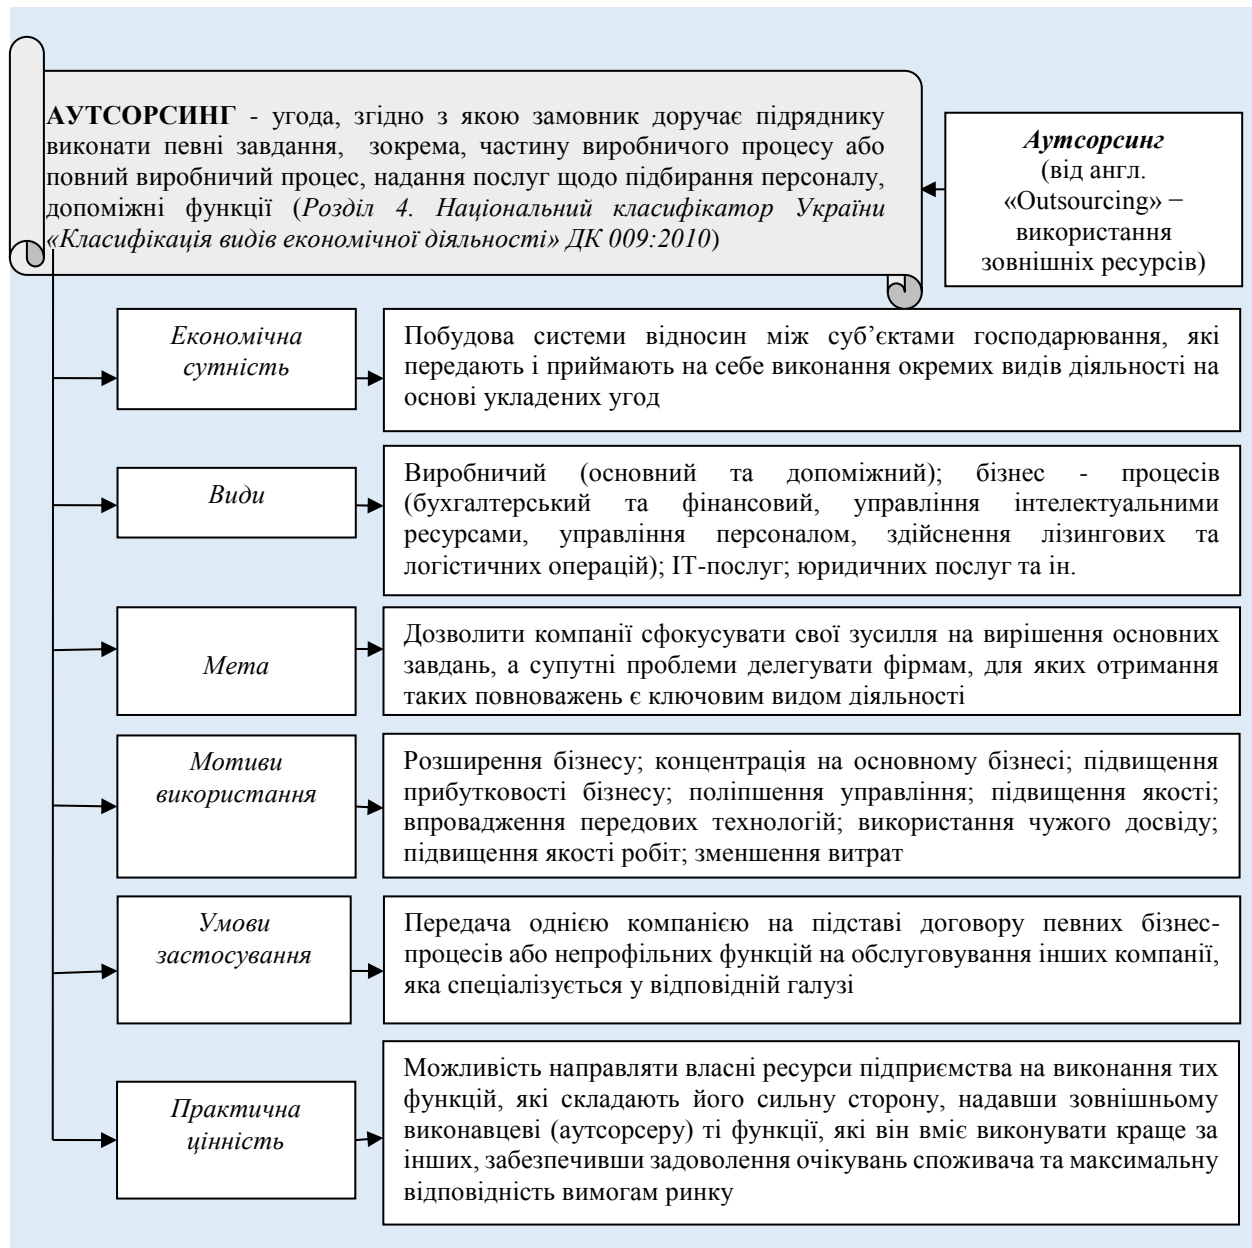 АУТСОРСИНГ - угода, згідно з якою замовник доручає підряднику
виконати певні завдання, зокрема, частину виробничого процесу або
повний виробничий процес, надання послуг щодо підбирання персоналу,
допоміжні функції (Розділ 4. Національний класифікатор України
«Класифікація видів економічної діяльності» ДК 009:2010)
Аутсорсинг
(від англ.
«Outsourcing» −
використання
зовнішніх ресурсів)
Економічна
сутність
Побудова системи відносин між суб’єктами господарювання, які
передають і приймають на себе виконання окремих видів діяльності на
основі укладених угод
Види
Виробничий (основний та допоміжний); бізнес - процесів
(бухгалтерський та фінансовий, управління інтелектуальними
ресурсами, управління персоналом, здійснення лізингових та
логістичних операцій); ІТ-послуг; юридичних послуг та ін.
Мета
Дозволити компанії сфокусувати свої зусилля на вирішення основних
завдань, а супутні проблеми делегувати фірмам, для яких отримання
таких повноважень є ключовим видом діяльності
Мотиви
використання
Розширення бізнесу; концентрація на основному бізнесі; підвищення
прибутковості бізнесу; поліпшення управління; підвищення якості;
впровадження передових технологій; використання чужого досвіду;
підвищення якості робіт; зменшення витрат
Умови
застосування
Передача однією компанією на підставі договору певних бізнес-
процесів або непрофільних функцій на обслуговування інших компанії,
яка спеціалізується у відповідній галузі
Практична
цінність
Можливість направляти власні ресурси підприємства на виконання тих
функцій, які складають його сильну сторону, надавши зовнішньому
виконавцеві (аутсорсеру) ті функції, які він вміє виконувати краще за
інших, забезпечивши задоволення очікувань споживача та максимальну
відповідність вимогам ринку